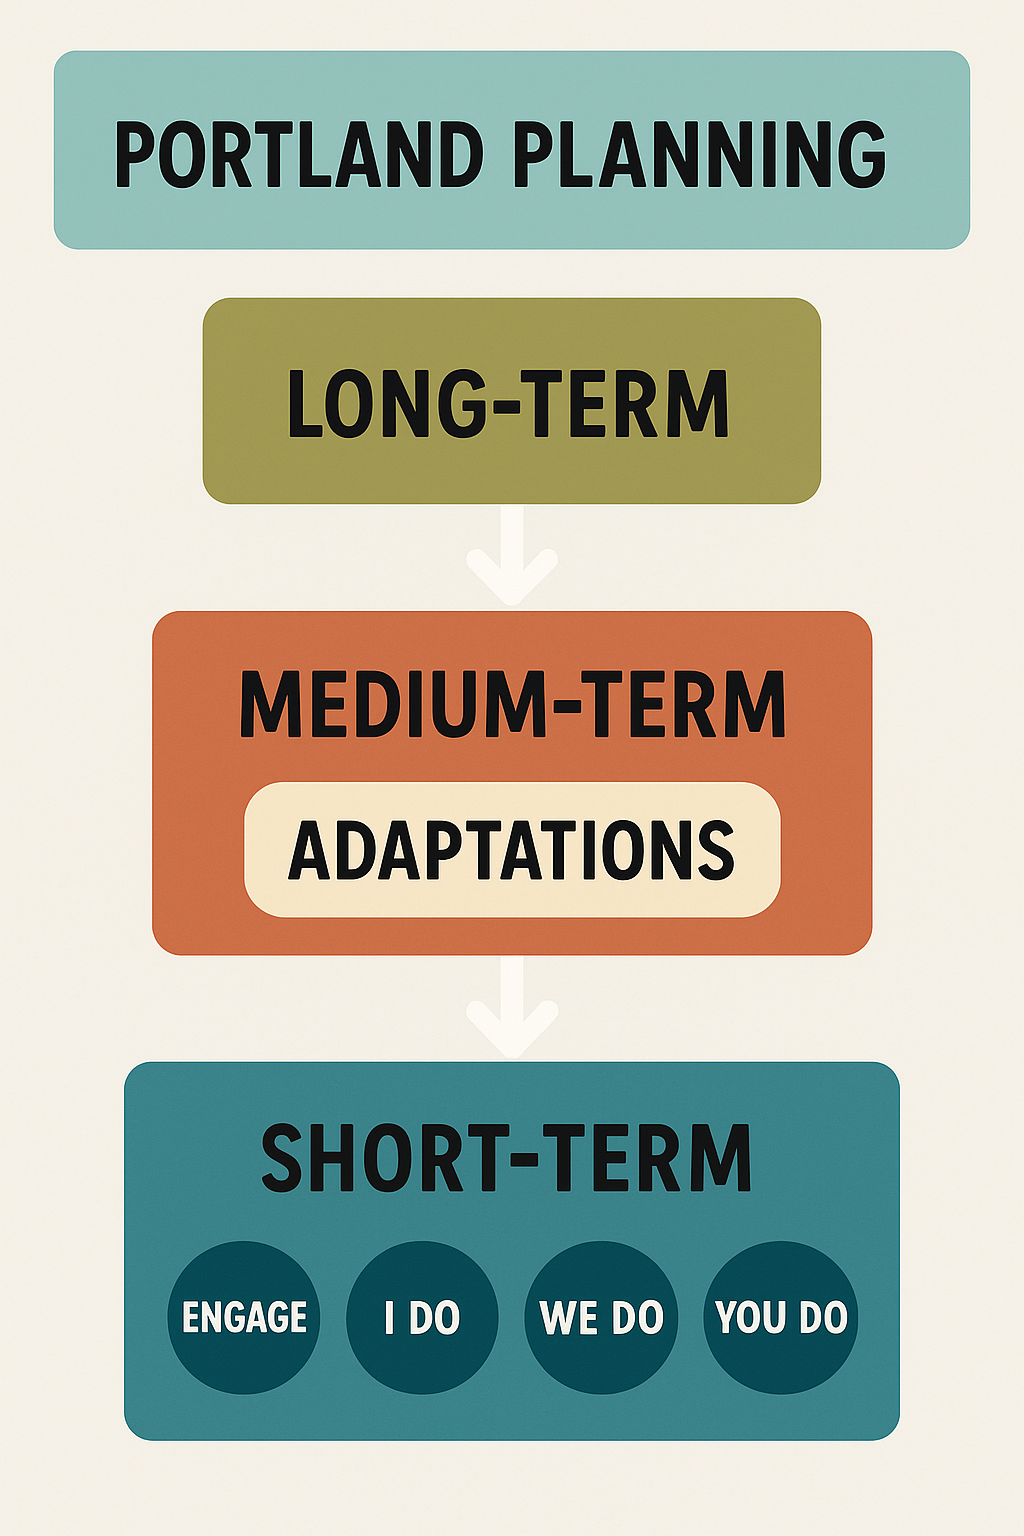 PORTLAND PLANNING
LONG-TERM
MEDIUM-TERM
ADAPTATIONS
SHORT-TERM
ENGAGE
I DO
WE DO
YOU DO